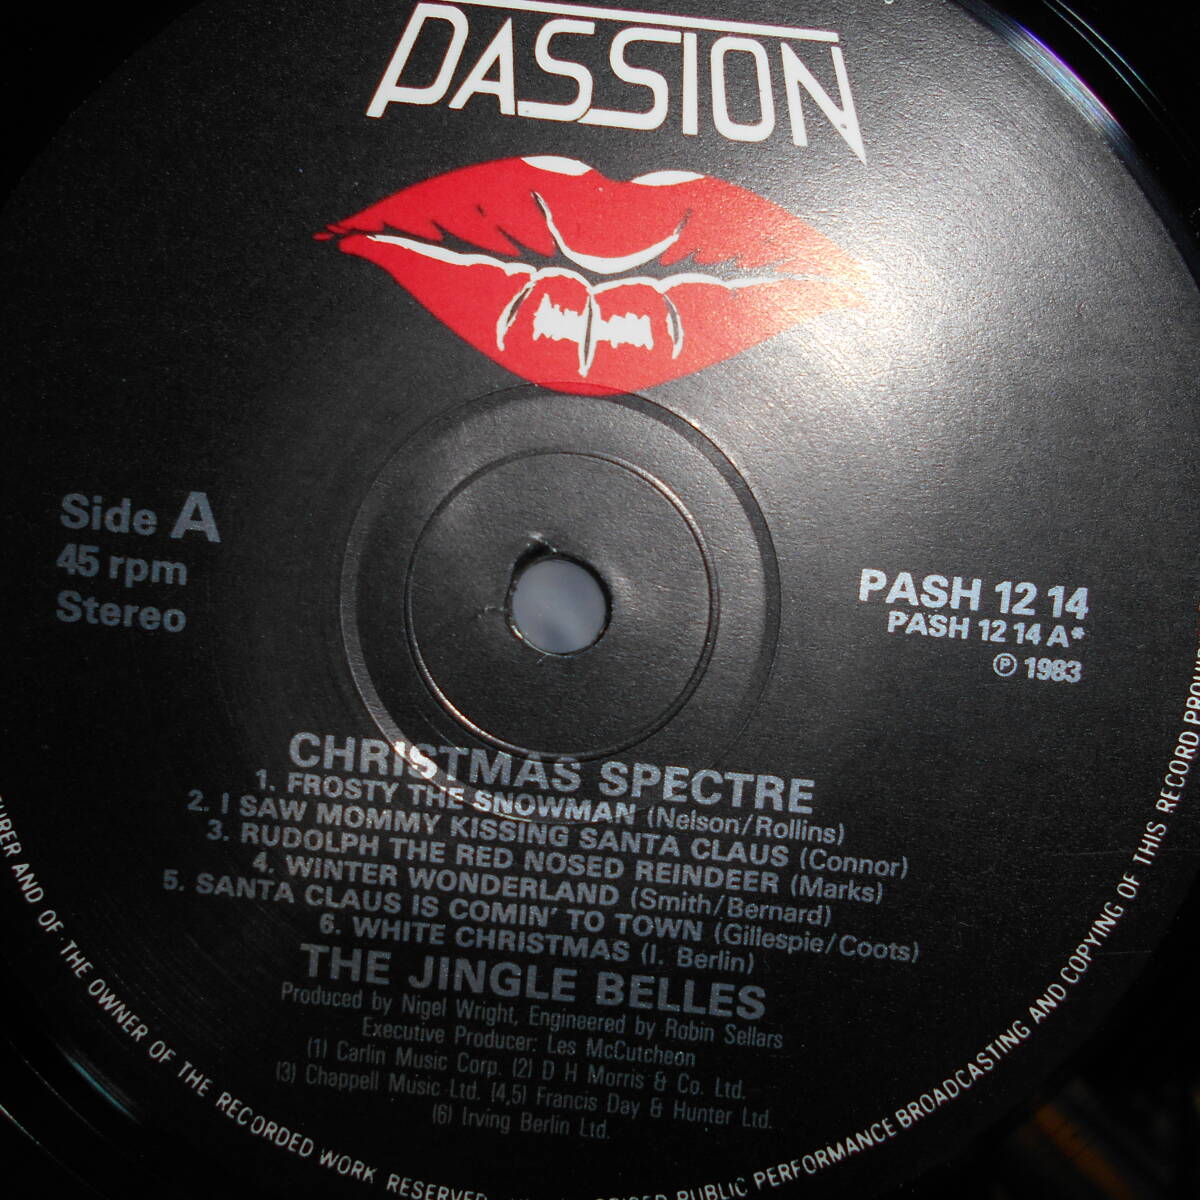 PASSION
Side A
45 rpm
Stereo
PASH 12 14
PASH 12 14 A*
℗ 1983
CHRISTMAS SPECTRE
1. FROSTY THE SNOWMAN (Nelson/Rollins)
2. I SAW MOMMY KISSING SANTA CLAUS (Connor)
3. RUDOLPH THE RED NOSED REINDEER (Marks)
4. WINTER WONDERLAND (Smith/Bernard)
5. SANTA CLAUS IS COMIN' TO TOWN (Gillespie/Coots)
6. WHITE CHRISTMAS (I. Berlin)
THE JINGLE BELLES
Produced by Nigel Wright, Engineered by Robin Sellars
Executive Producer: Les McCutcheon
(1) Carlin Music Corp. (2) D H Morris & Co. Ltd.
(3) Chappell Music Ltd. (4,5) Francis Day & Hunter Ltd.
(6) Irving Berlin Ltd.
TURER AND OF THE OWNER OF THE RECORDED WORK RESERVED PUBLIC PERFORMANCE BROADCASTING AND COPYING OF THIS RECORD